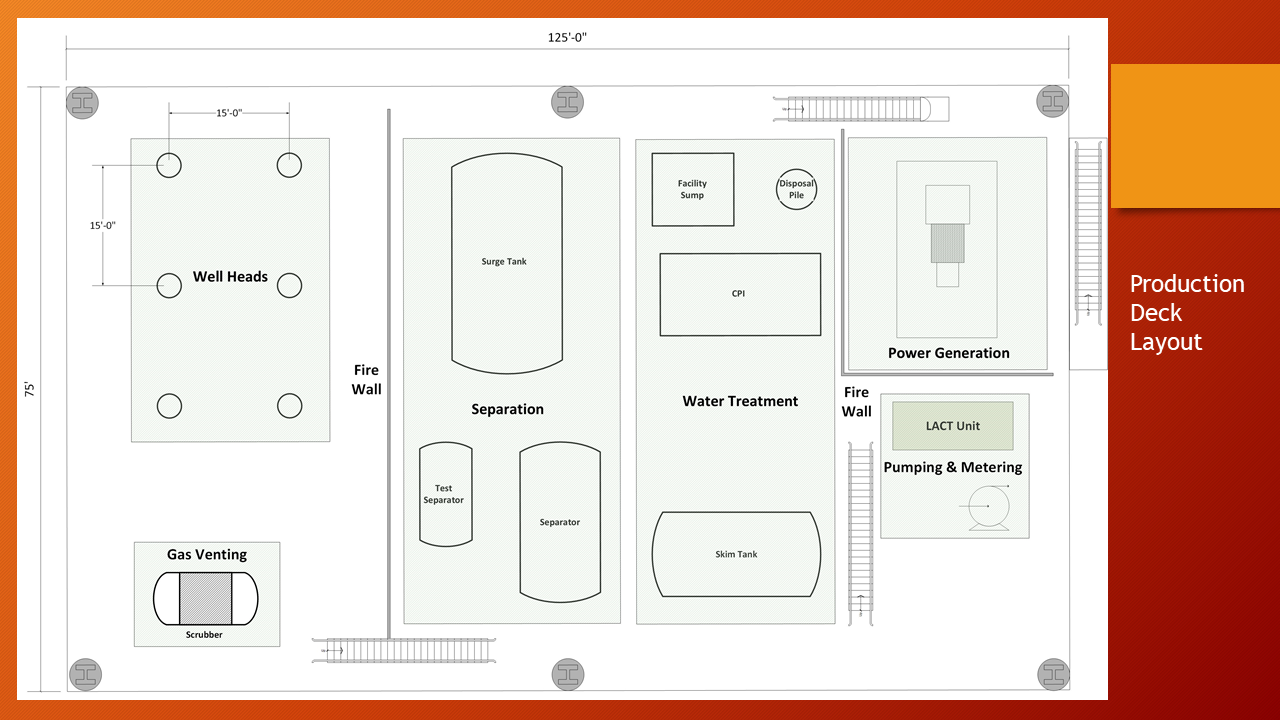 125'-0"
15'-0"
15'-0"
75'
Well Heads
Fire
Wall
Gas Venting
Scrubber
Surge Tank
Separation
Test
Separator
Separator
Facility
Sump
Disposal
Pile
CPI
Water Treatment
Skim Tank
Power Generation
Fire
Wall
LACT Unit
Pumping & Metering
Production
Deck
Layout